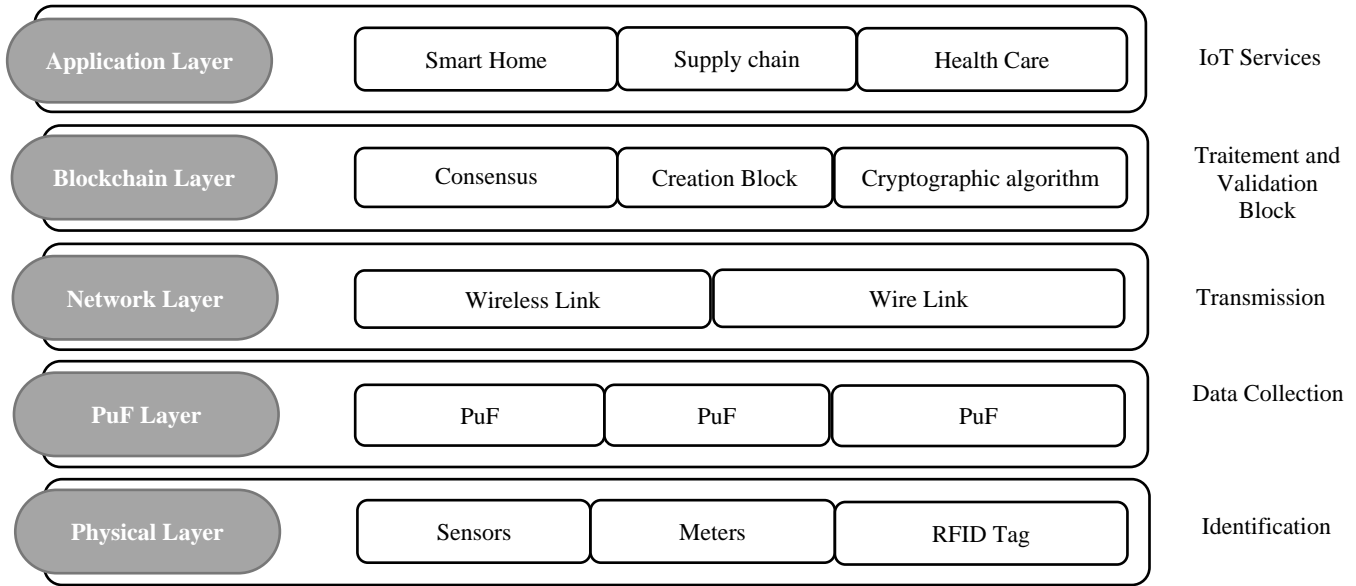 Application Layer
Smart Home
Supply chain
Health Care
IoT Services
Blockchain Layer
Consensus
Creation Block
Cryptographic algorithm
Traitement and
Validation
Block
Network Layer
Wireless Link
Wire Link
Transmission
PuF Layer
PuF
PuF
PuF
Data Collection
Physical Layer
Sensors
Meters
RFID Tag
Identification